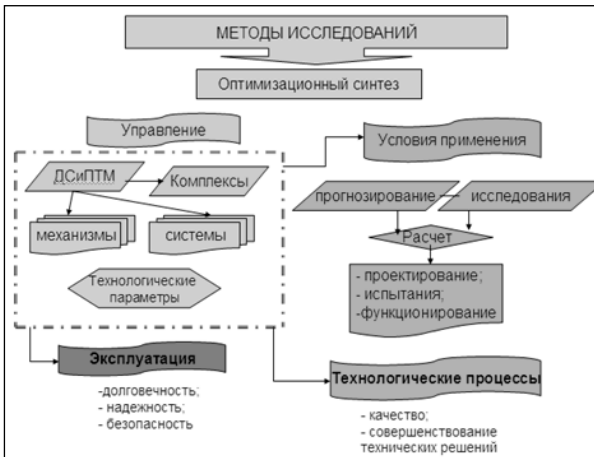 МЕТОДЫ ИССЛЕДОВАНИЙ
Оптимизационный синтез
Управление
Условия применения
ДСиПТМ
Комплексы
механизмы
системы
Технологические
параметры
прогнозирование
исследования
Расчет
- проектирование;
- испытания;
-функционирование
Эксплуатация
-долговечность;
- надежность;
- безопасность
Технологические процессы
- качество;
- совершенствование
технических решений